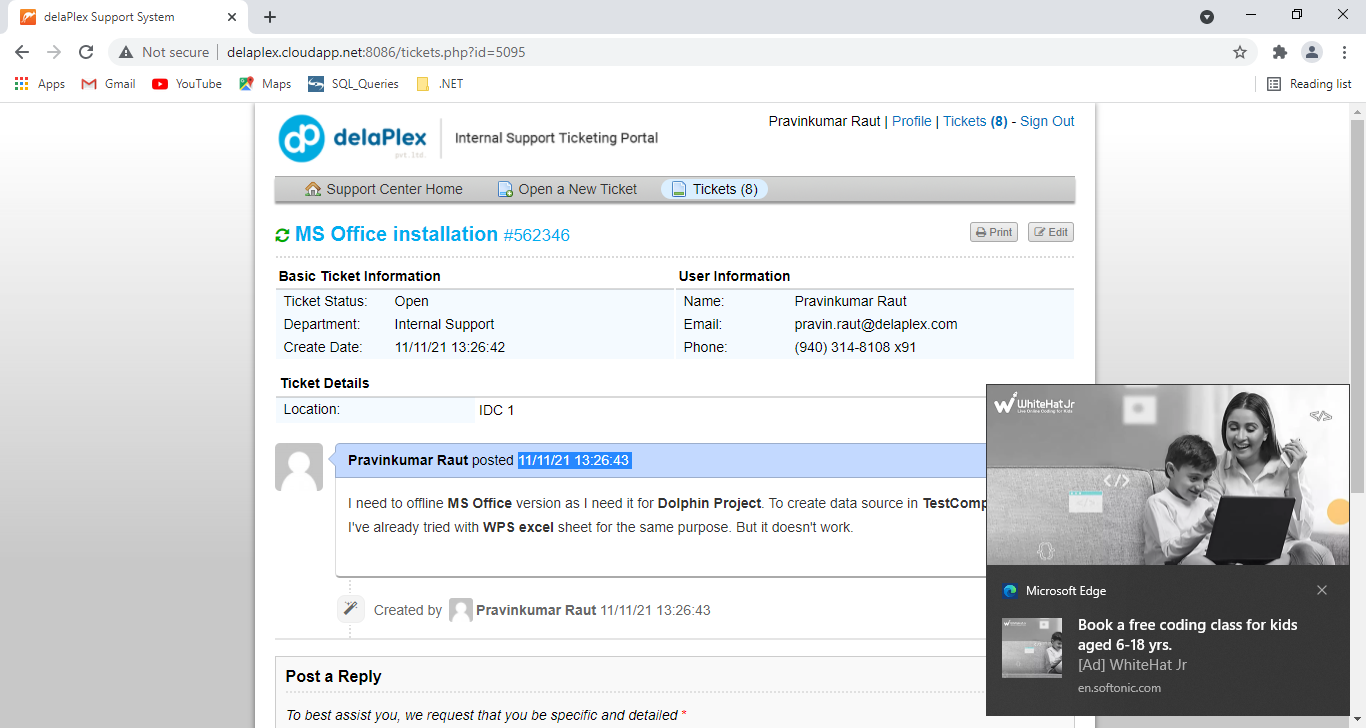 delaPlex Support System
Not secure
delaplex.cloudapp.net:8086/tickets.php?id=5095
Apps
Gmail
YouTube
Maps
SQL_Queries
.NET
Reading list
dp delaPlex
pvt. ltd.
Internal Support Ticketing Portal
Pravinkumar Raut | Profile | Tickets (8) - Sign Out
Support Center Home
Open a New Ticket
Tickets (8)
MS Office installation #562346
Print
Edit
Basic Ticket Information
Ticket Status: Open
Department: Internal Support
Create Date: 11/11/21 13:26:42
User Information
Name: Pravinkumar Raut
Email: pravin.raut@delaplex.com
Phone: (940) 314-8108 x91
Ticket Details
Location: IDC 1
Pravinkumar Raut posted 11/11/21 13:26:43
I need to offline MS Office version as I need it for Dolphin Project. To create data source in TestComp
I've already tried with WPS excel sheet for the same purpose. But it doesn't work.
Created by Pravinkumar Raut 11/11/21 13:26:43
Post a Reply
To best assist you, we request that you be specific and detailed *
WhiteHat Jr
Live Online Coding for Kids
</>
</>
Microsoft Edge
Book a free coding class for kids
aged 6-18 yrs.
[Ad] WhiteHat Jr
en.softonic.com